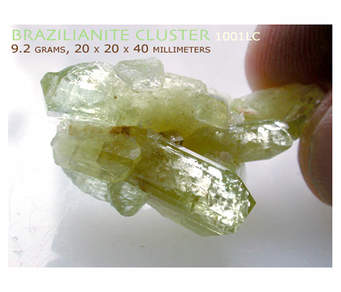 BRAZILIANITE CLUSTER 1001LC
9.2 GRAMS, 20 X 20 X 40 MILLIMETERS